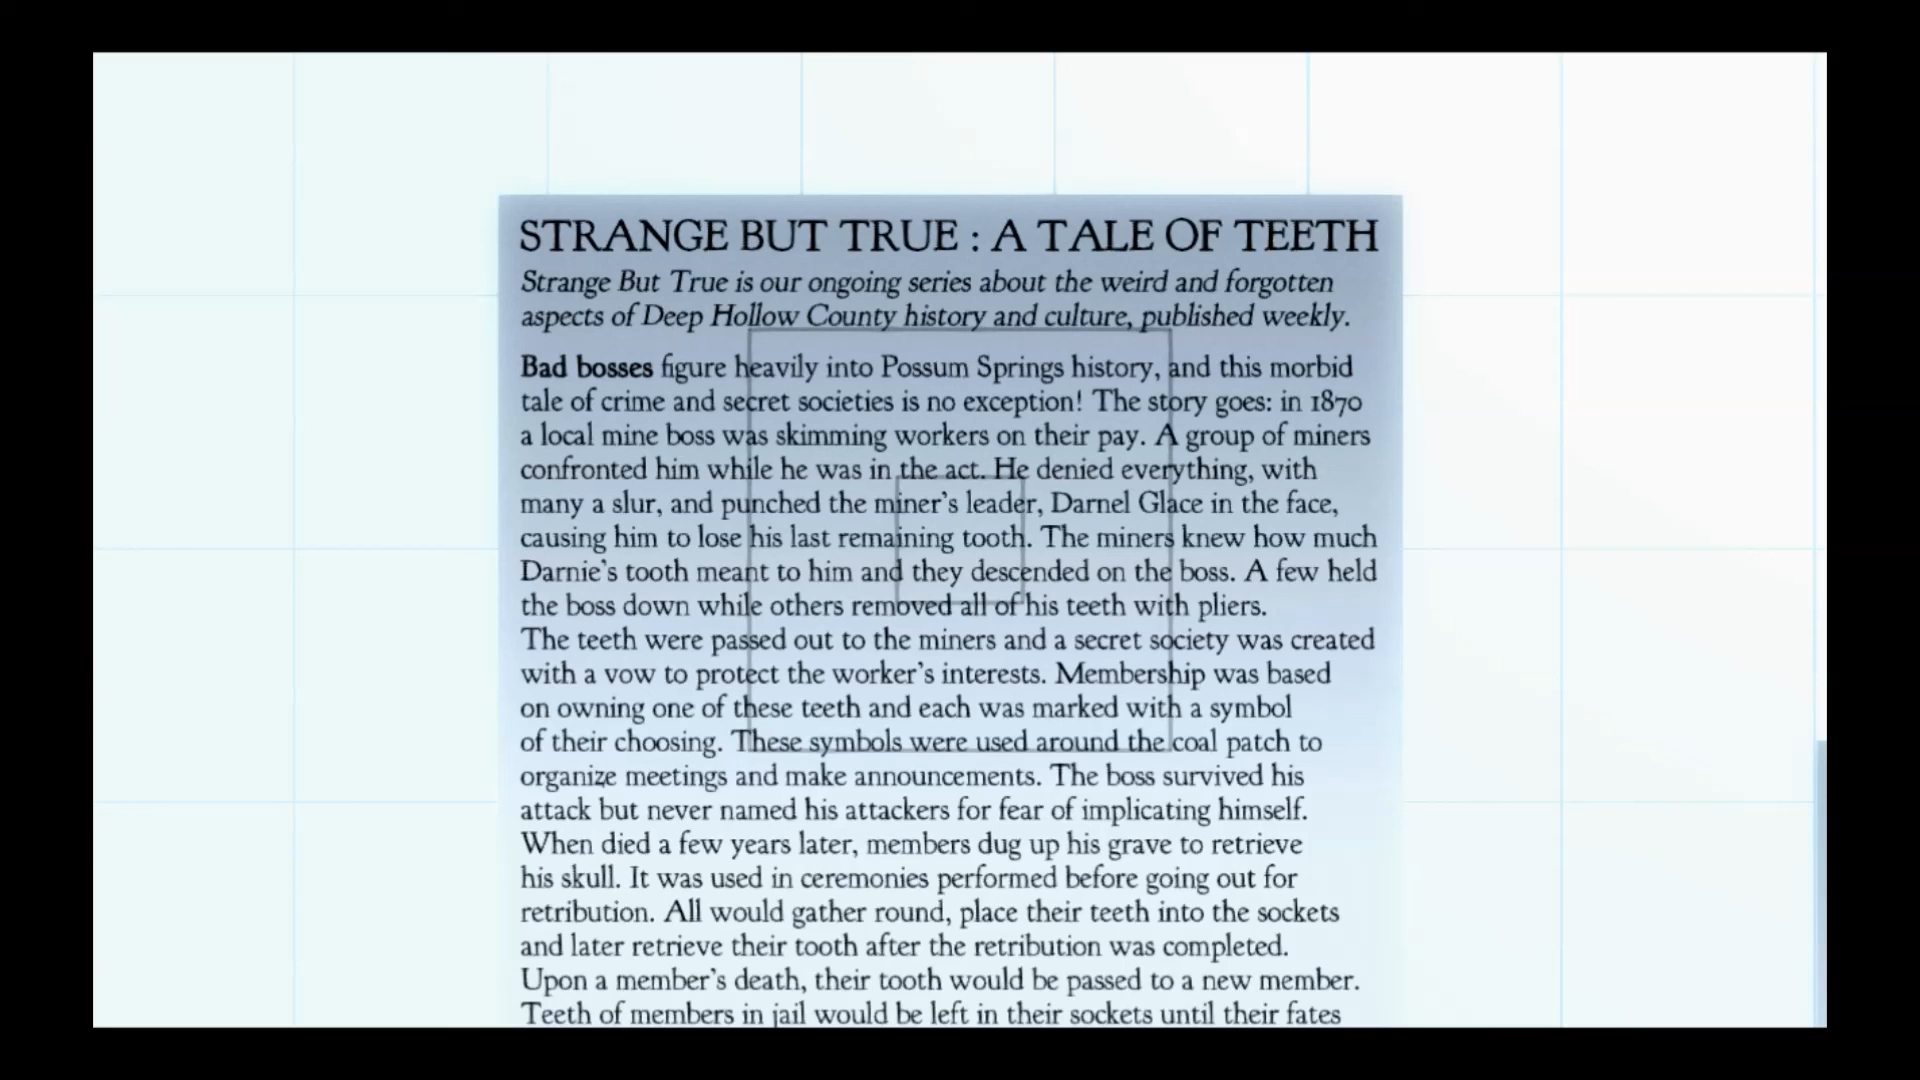 STRANGE BUT TRUE : A TALE OF TEETH
Strange But True is our ongoing series about the weird and forgotten
aspects of Deep Hollow County history and culture, published weekly.
Bad bosses figure heavily into Possum Springs history, and this morbid
tale of crime and secret societies is no exception! The story goes: in 1870
a local mine boss was skimming workers on their pay. A group of miners
confronted him while he was in the act. He denied everything, with
many a slur, and punched the miner's leader, Darnel Glace in the face,
causing him to lose his last remaining tooth. The miners knew how much
Darnie's tooth meant to him and they descended on the boss. A few held
the boss down while others removed all of his teeth with pliers.
The teeth were passed out to the miners and a secret society was created
with a vow to protect the worker's interests. Membership was based
on owning one of these teeth and each was marked with a symbol
of their choosing. These symbols were used around the coal patch to
organize meetings and make announcements. The boss survived his
attack but never named his attackers for fear of implicating himself.
When died a few years later, members dug up his grave to retrieve
his skull. It was used in ceremonies performed before going out for
retribution. All would gather round, place their teeth into the sockets
and later retrieve their tooth after the retribution was completed.
Upon a member's death, their tooth would be passed to a new member.
Teeth of members in jail would be left in their sockets until their fates